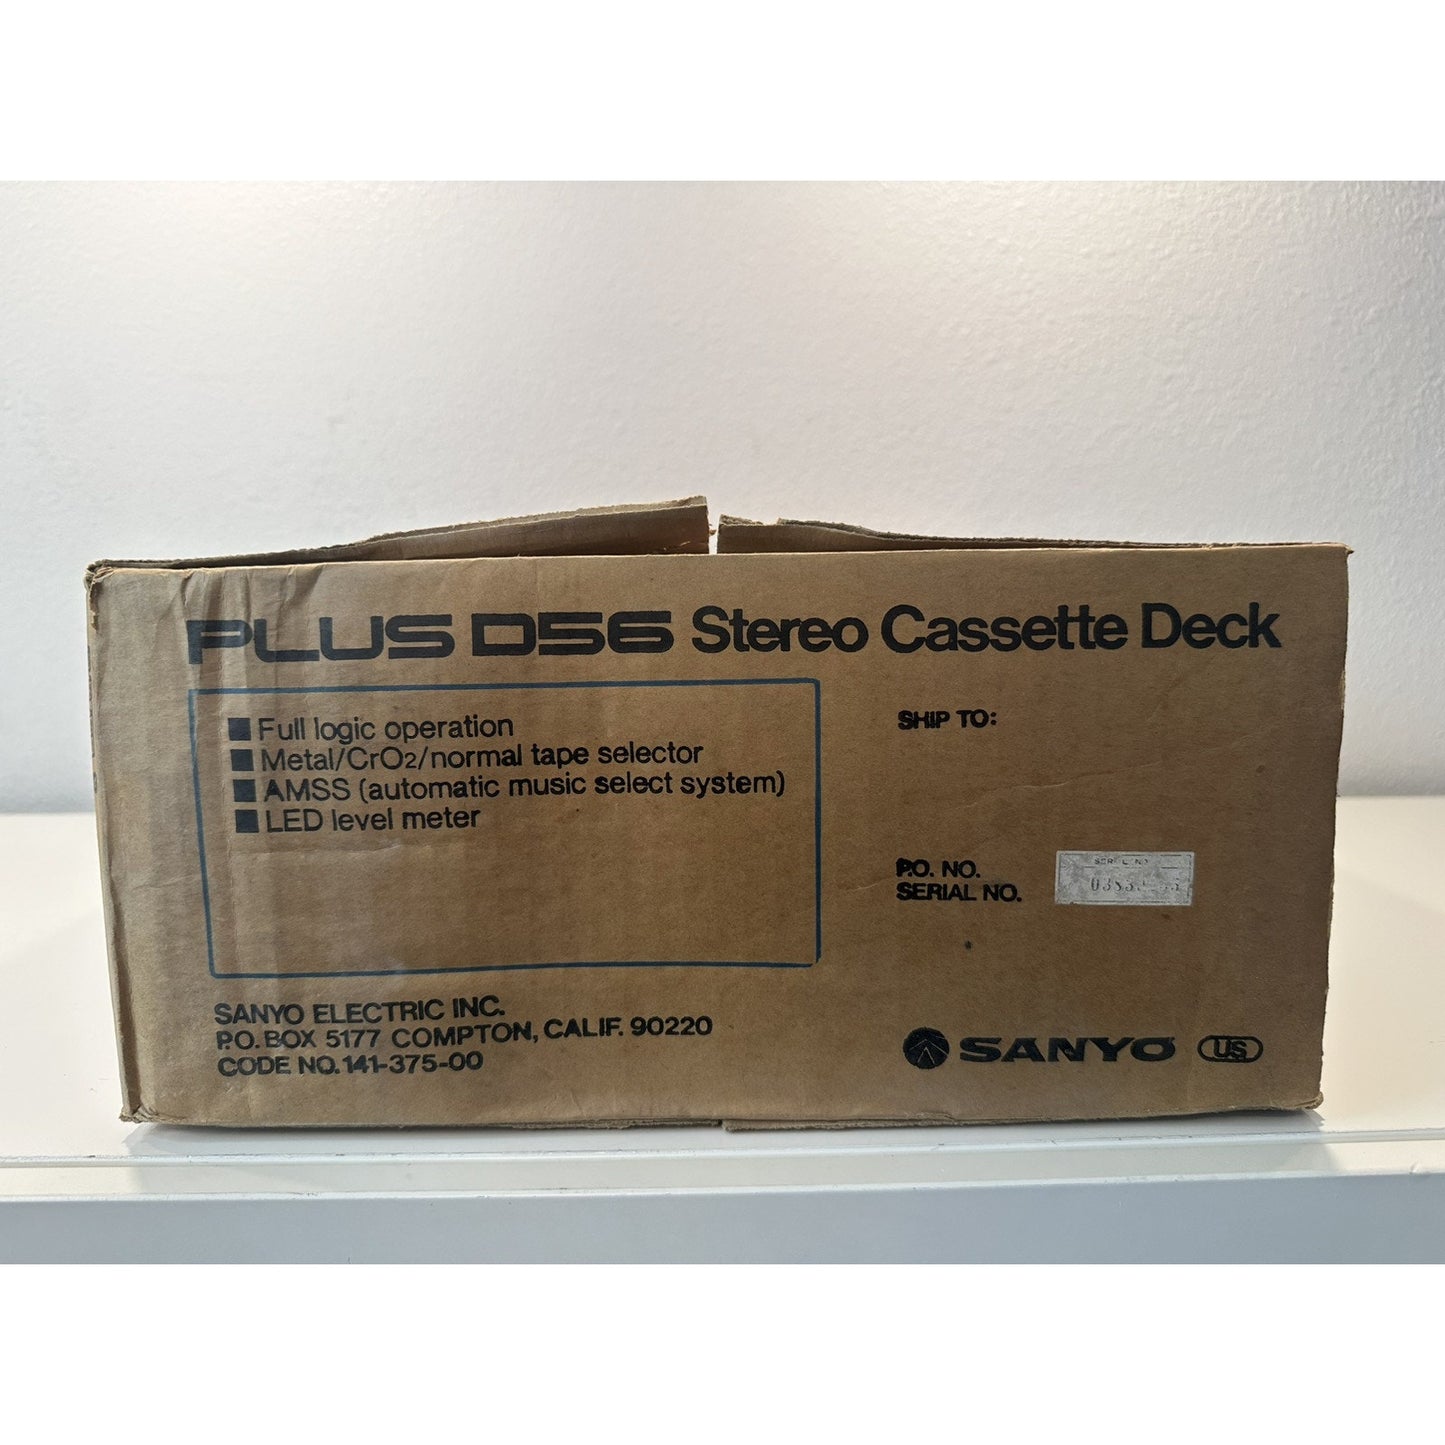 PLUS D56 Stereo Cassette Deck
Full logic operation
Metal/CrO2/normal tape selector
AMSS (automatic music select system)
LED level meter
SHIP TO:
P.O. NO.
SERIAL NO.
SERIAL NO
SANYO ELECTRIC INC.
P.O. BOX 5177 COMPTON, CALIF. 90220
CODE NO. 141-375-00
SANYO US